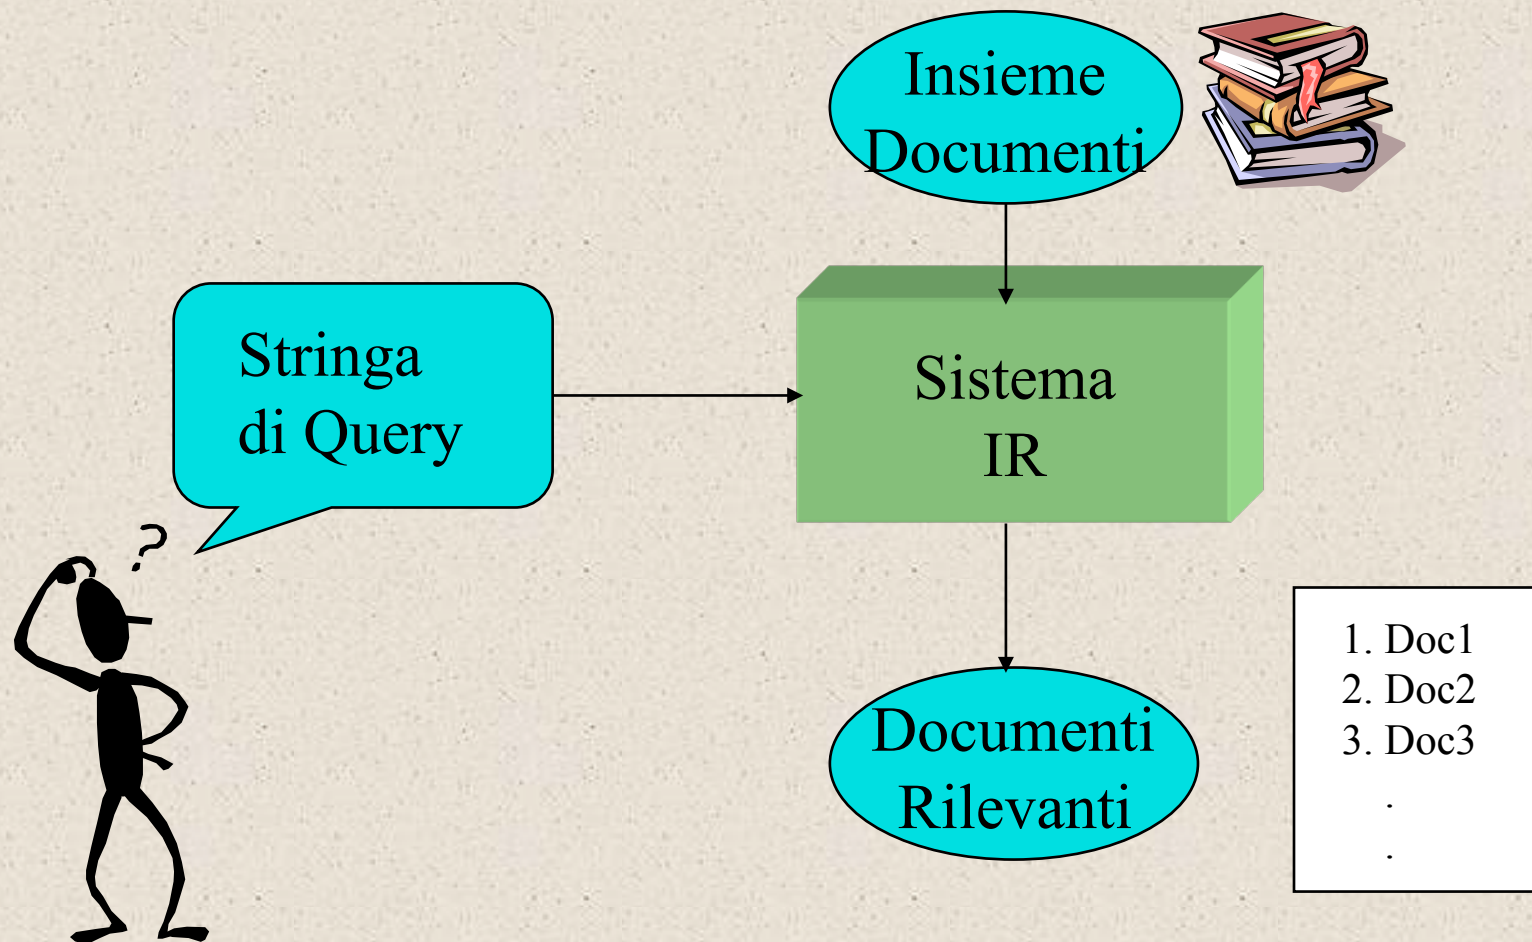 Insieme
Documenti
Stringa
di Query
Sistema
IR
?
Documenti
Rilevanti
1. Doc1
2. Doc2
3. Doc3
.
.